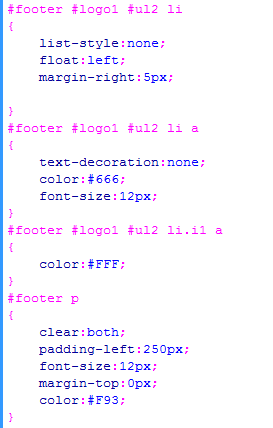 #footer #logo1 #ul2 li
{
list-style:none;
float:left;
margin-right:5px;
}
#footer #logo1 #ul2 li a
{
text-decoration:none;
color:#666;
font-size:12px;
}
#footer #logo1 #ul2 li.i1 a
{
color:#FFF;
}
#footer p
{
clear:both;
padding-left:250px;
font-size:12px;
margin-top:0px;
color:#F93;
}